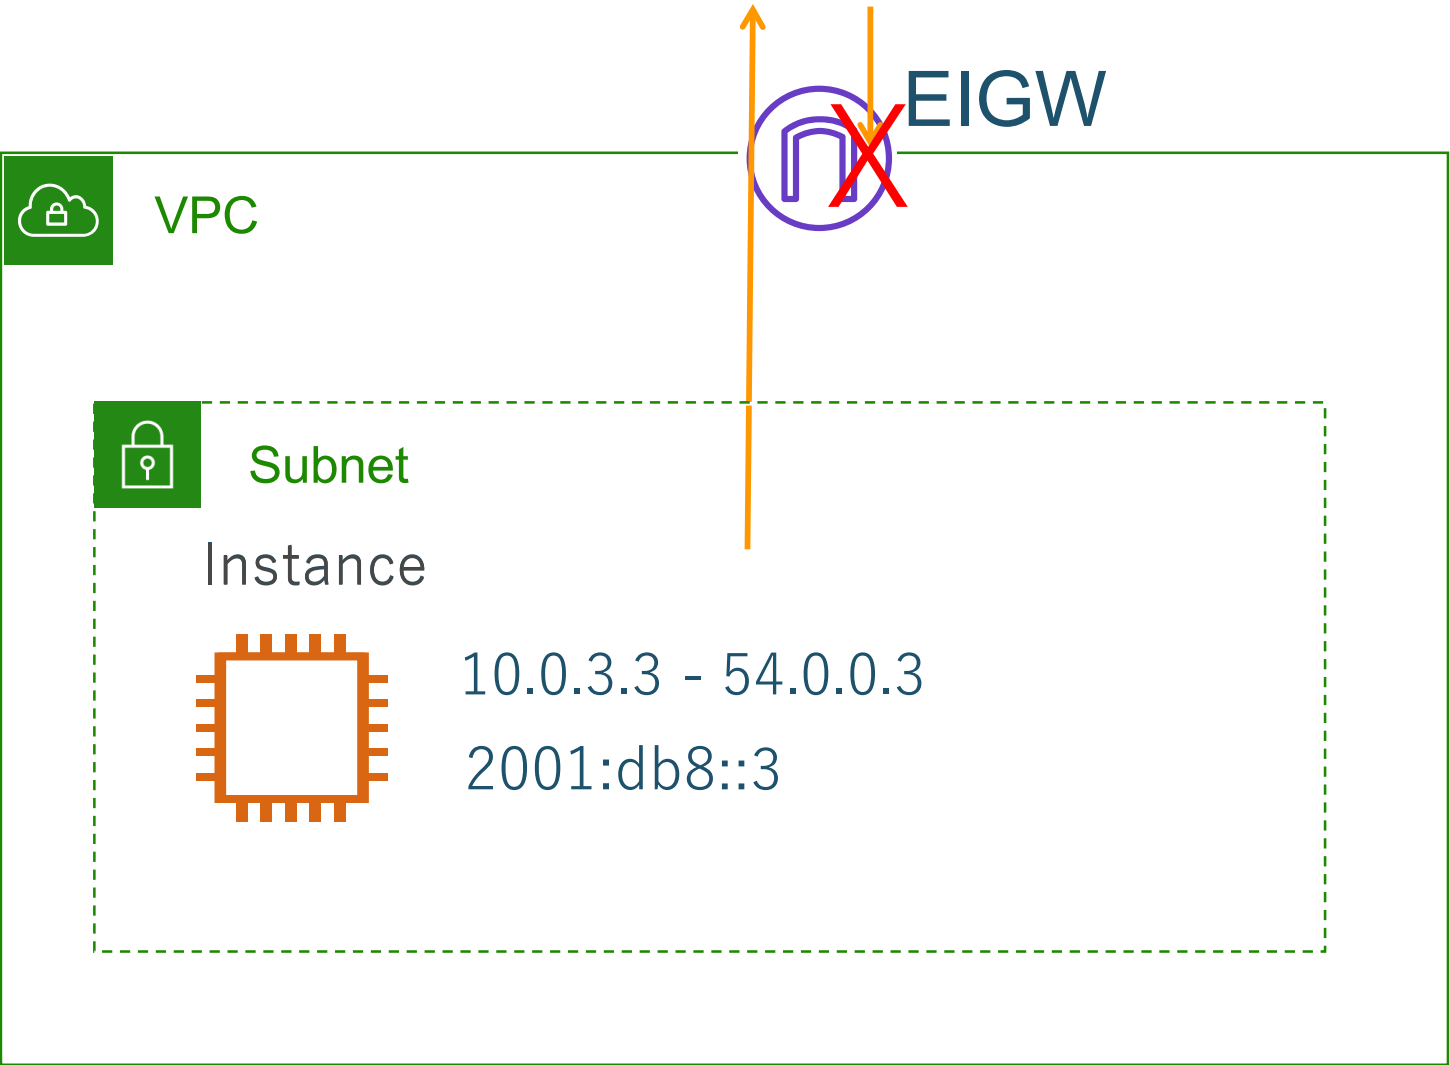 EIGW
VPC
Subnet
Instance
10.0.3.3 - 54.0.0.3
2001:db8::3